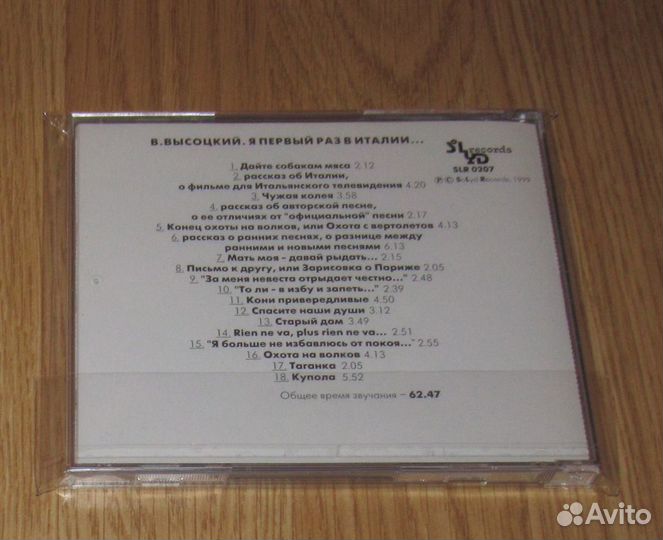 В.ВЫСОЦКИЙ. Я ПЕРВЫЙ РАЗ В ИТАЛИИ...
SLYD records
SLR 0207
Ⓟ © SoLyd Records, 1999
1. Дайте собакам мяса 2.12
2. рассказ об Италии,
о фильме для Итальянского телевидения 4.20
3. Чужая колея 3.58
4. рассказ об авторской песне,
о ее отличиях от "официальной" песни 2.17
5. Конец охоты на волков, или Охота с вертолетов 4.13
6. рассказ о ранних песнях, о разнице между
ранними и новыми песнями 6.13
7. Мать моя - давай рыдать... 2.15
8. Письмо к другу, или Зарисовка о Париже 2.05
9. "За меня невеста отрыдает честно..." 2.48
10. "То ли - в избу и запеть..." 2.39
11. Кони привередливые 4.50
12. Спасите наши души 3.12
13. Старый дом 3.49
14. Rien ne va, plus rien ne va... 2.51
15. "Я больше не избавлюсь от покоя..." 2.55
16. Охота на волков 4.13
17. Таганка 2.05
18. Купола 5.52
Общее время звучания - 62.47
Avito